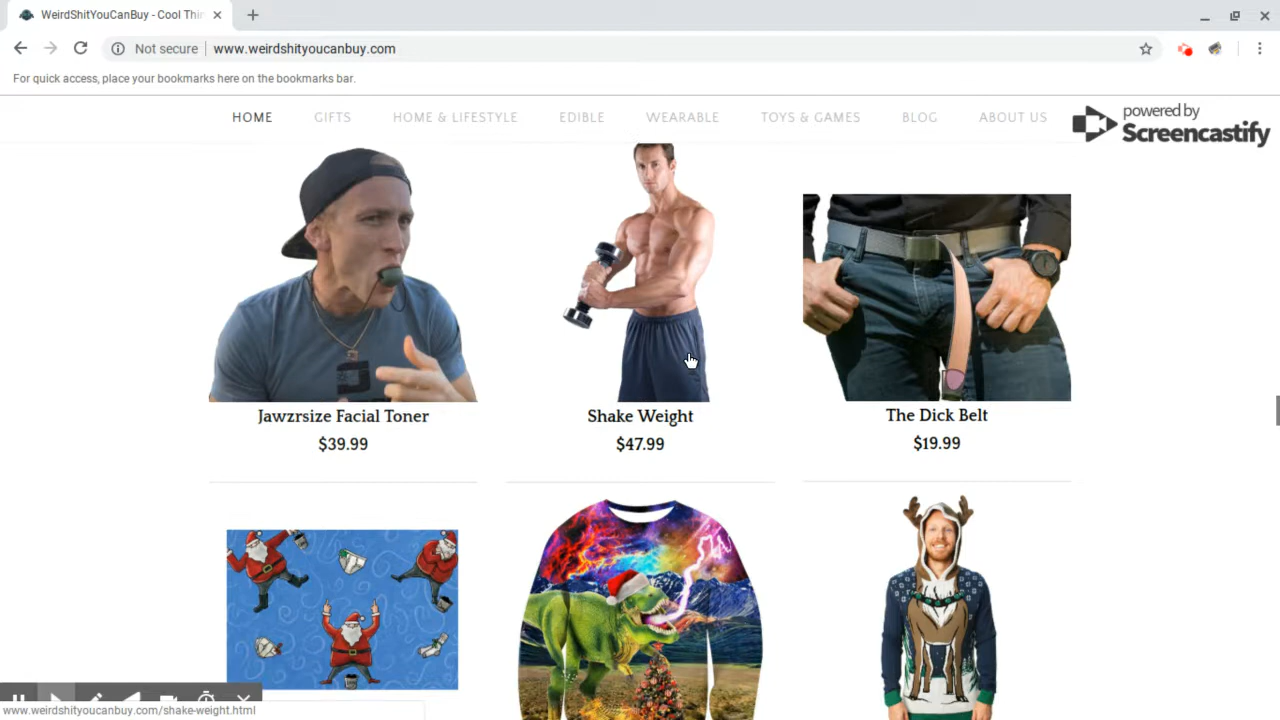 WeirdShitYouCanBuy - Cool Thin
Not secure
www.weirdshityoucanbuy.com
For quick access, place your bookmarks here on the bookmarks bar.
HOME
GIFTS
HOME & LIFESTYLE
EDIBLE
WEARABLE
TOYS & GAMES
BLOG
ABOUT US
powered by
Screencastify
Jawzrsize Facial Toner
Shake Weight
The Dick Belt
$39.99
$47.99
$19.99
www.weirdshityoucanbuy.com/shake-weight.html